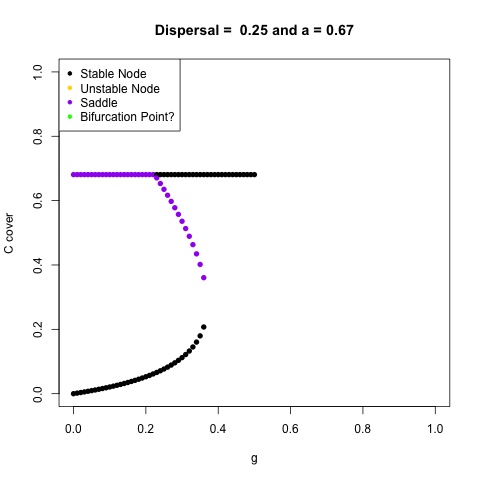 Dispersal =  0.25 and a = 0.67
Stable Node
Unstable Node
Saddle
Bifurcation Point?
C cover
1.0
0.8
0.6
0.4
0.2
0.0
0.0 0.2 0.4 0.6 0.8 1.0
g